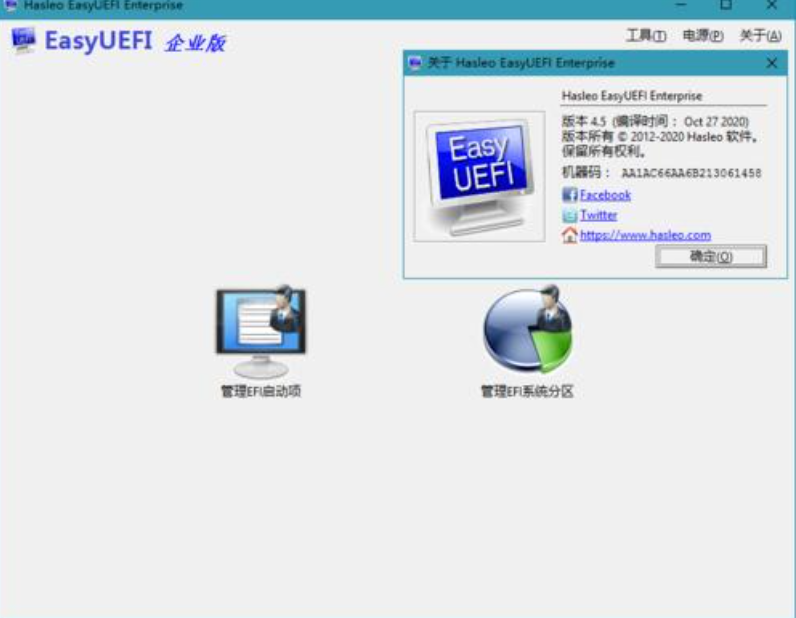 Hasleo EasyUEFI Enterprise
EasyUEFI 企业版
工具(T) 电源(P) 关于(A)
关于 Hasleo EasyUEFI Enterprise
Hasleo EasyUEFI Enterprise
Easy
UEFI
版本 4.5 (编译时间： Oct 27 2020)
版本所有 © 2012-2020 Hasleo 软件。
保留所有权利。
机器码： AA1AC66AA6B213061458
Facebook
Twitter
https://www.hasleo.com
确定(O)
管理EFI启动项
管理EFI系统分区